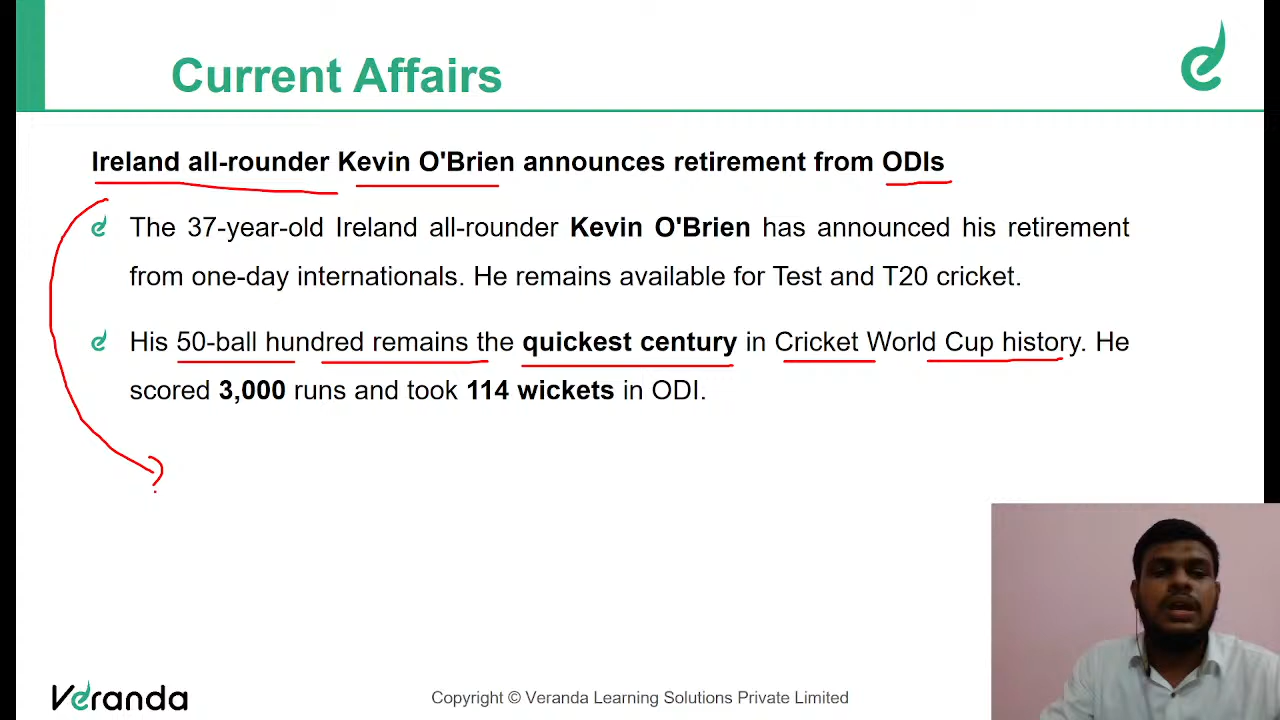 Current Affairs
Ireland all-rounder Kevin O'Brien announces retirement from ODIs
The 37-year-old Ireland all-rounder Kevin O'Brien has announced his retirement
from one-day internationals. He remains available for Test and T20 cricket.
His 50-ball hundred remains the quickest century in Cricket World Cup history. He
scored 3,000 runs and took 114 wickets in ODI.
?
Veranda
Copyright © Veranda Learning Solutions Private Limited